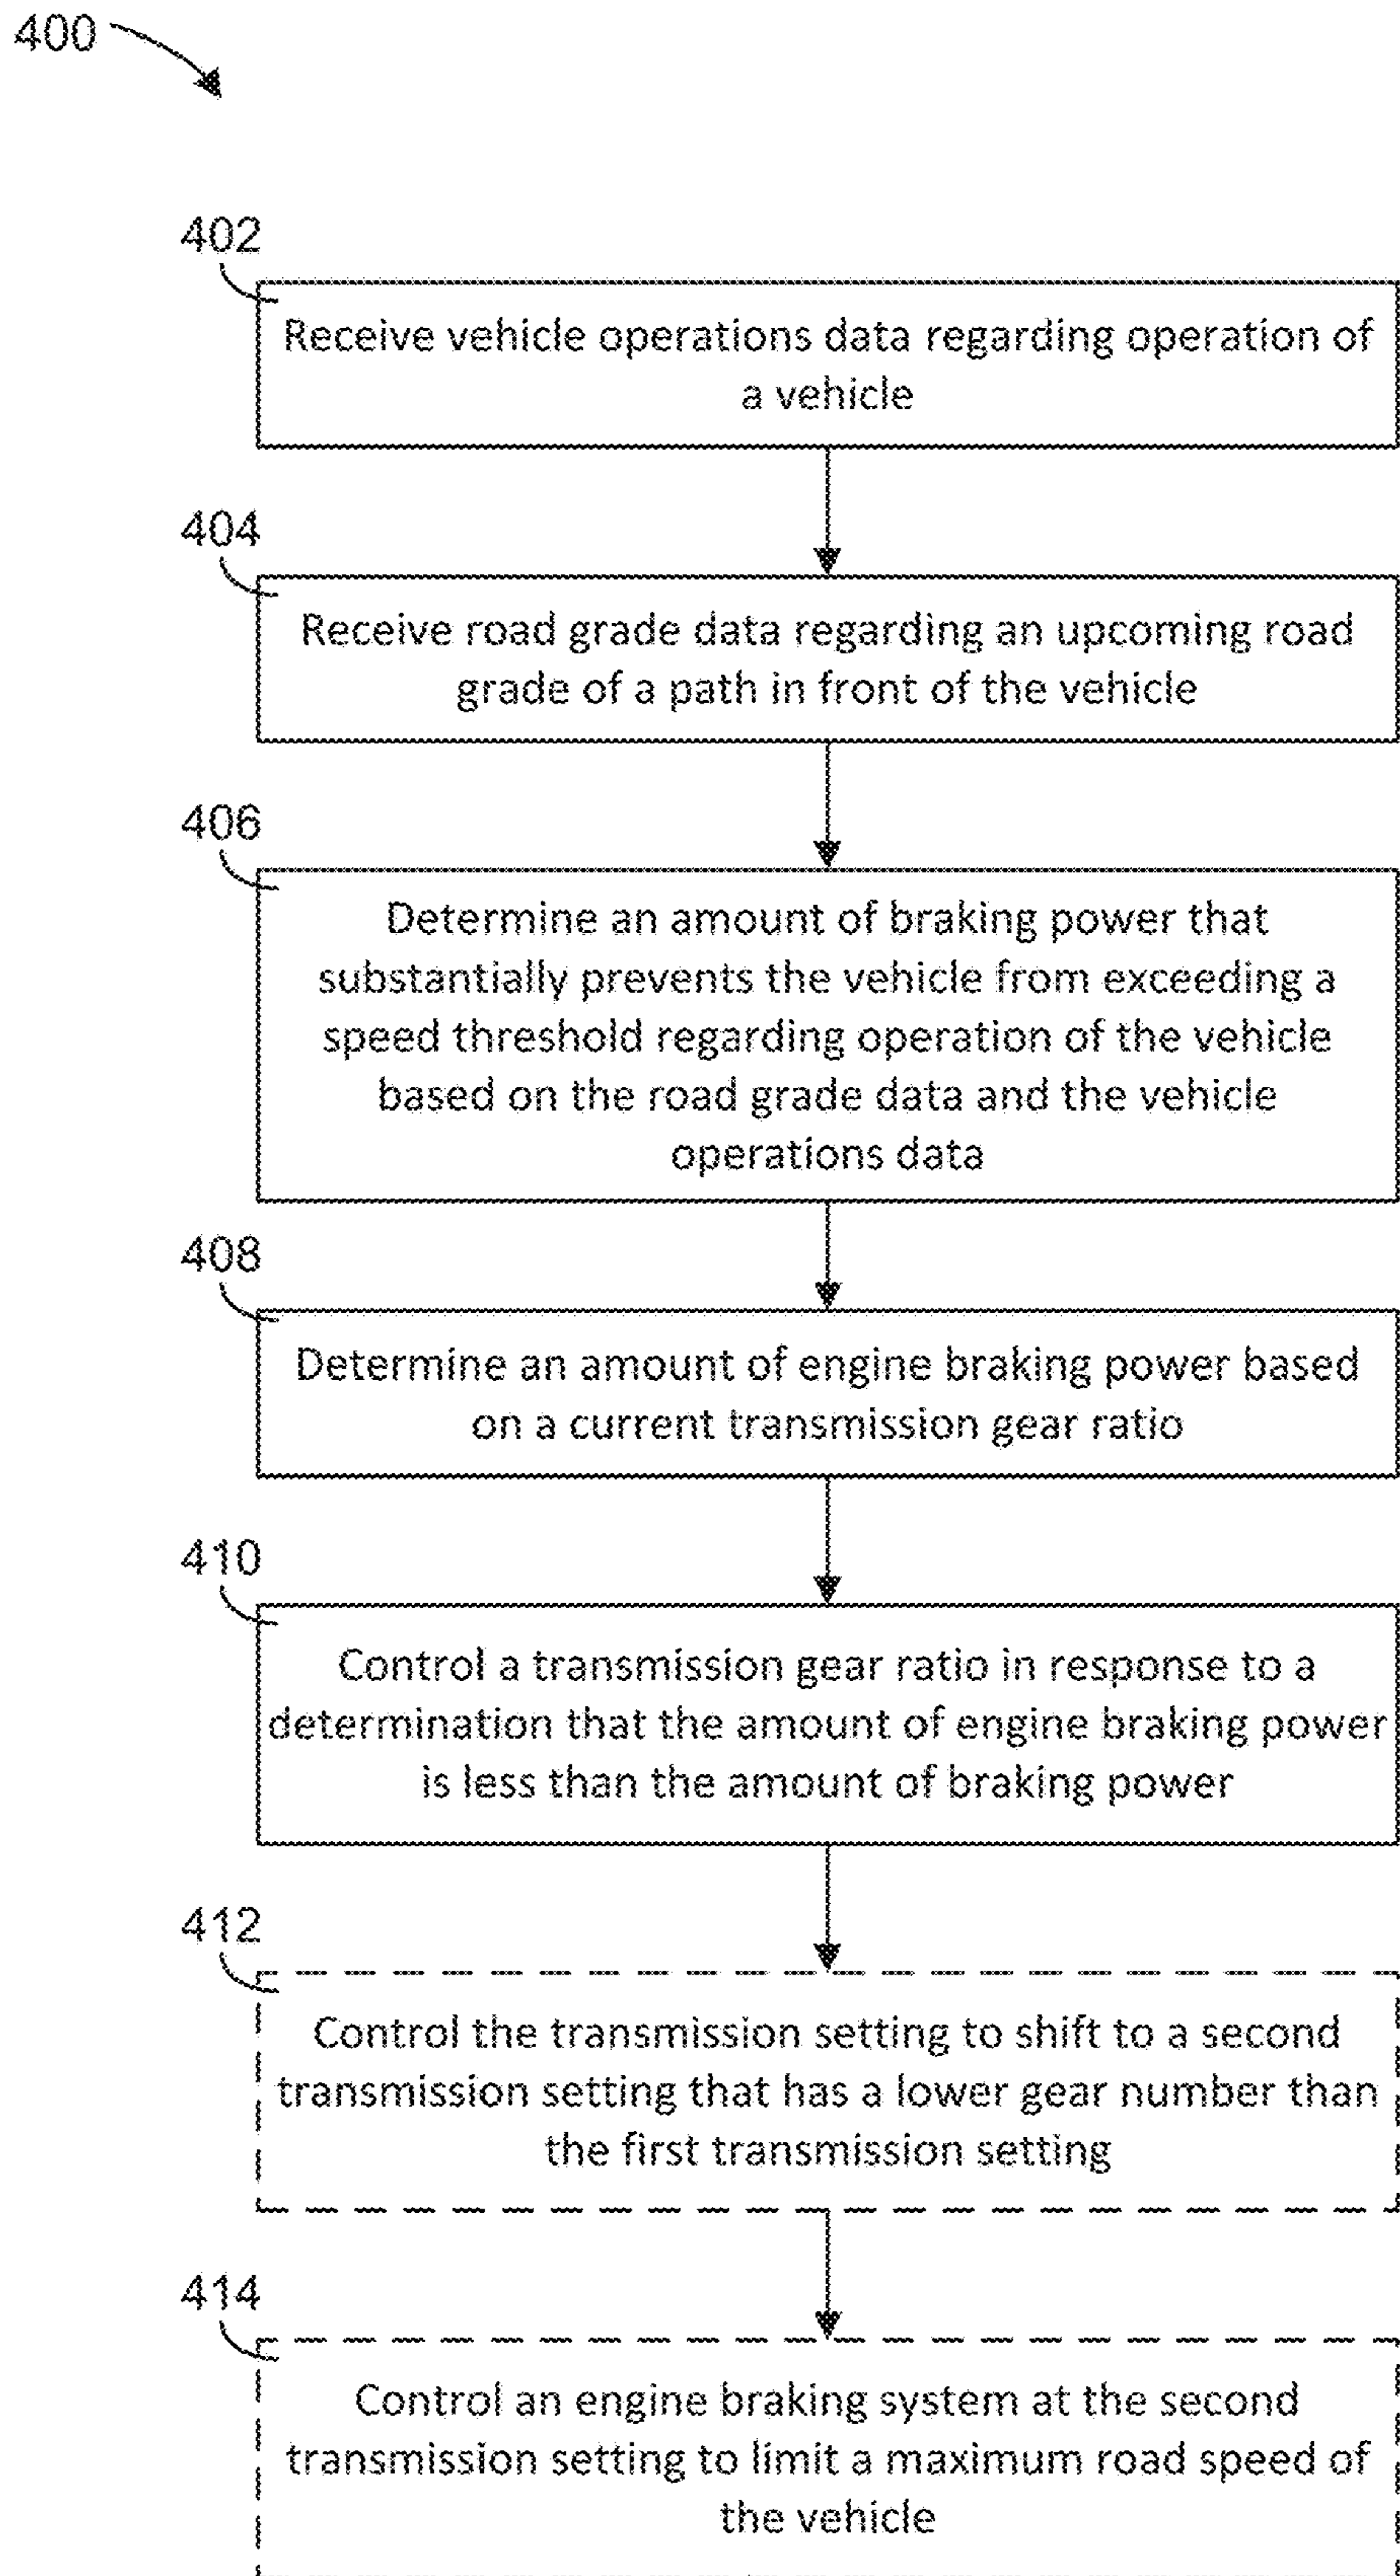 400
402
Receive vehicle operations data regarding operation of
a vehicle
404
Receive road grade data regarding an upcoming road
grade of a path in front of the vehicle
406
Determine an amount of braking power that
substantially prevents the vehicle from exceeding a
speed threshold regarding operation of the vehicle
based on the road grade data and the vehicle
operations data
408
Determine an amount of engine braking power based
on a current transmission gear ratio
410
Control a transmission gear ratio in response to a
determination that the amount of engine braking power
is less than the amount of braking power
412
Control the transmission setting to shift to a second
transmission setting that has a lower gear number than
the first transmission setting
414
Control an engine braking system at the second
transmission setting to limit a maximum road speed of
the vehicle